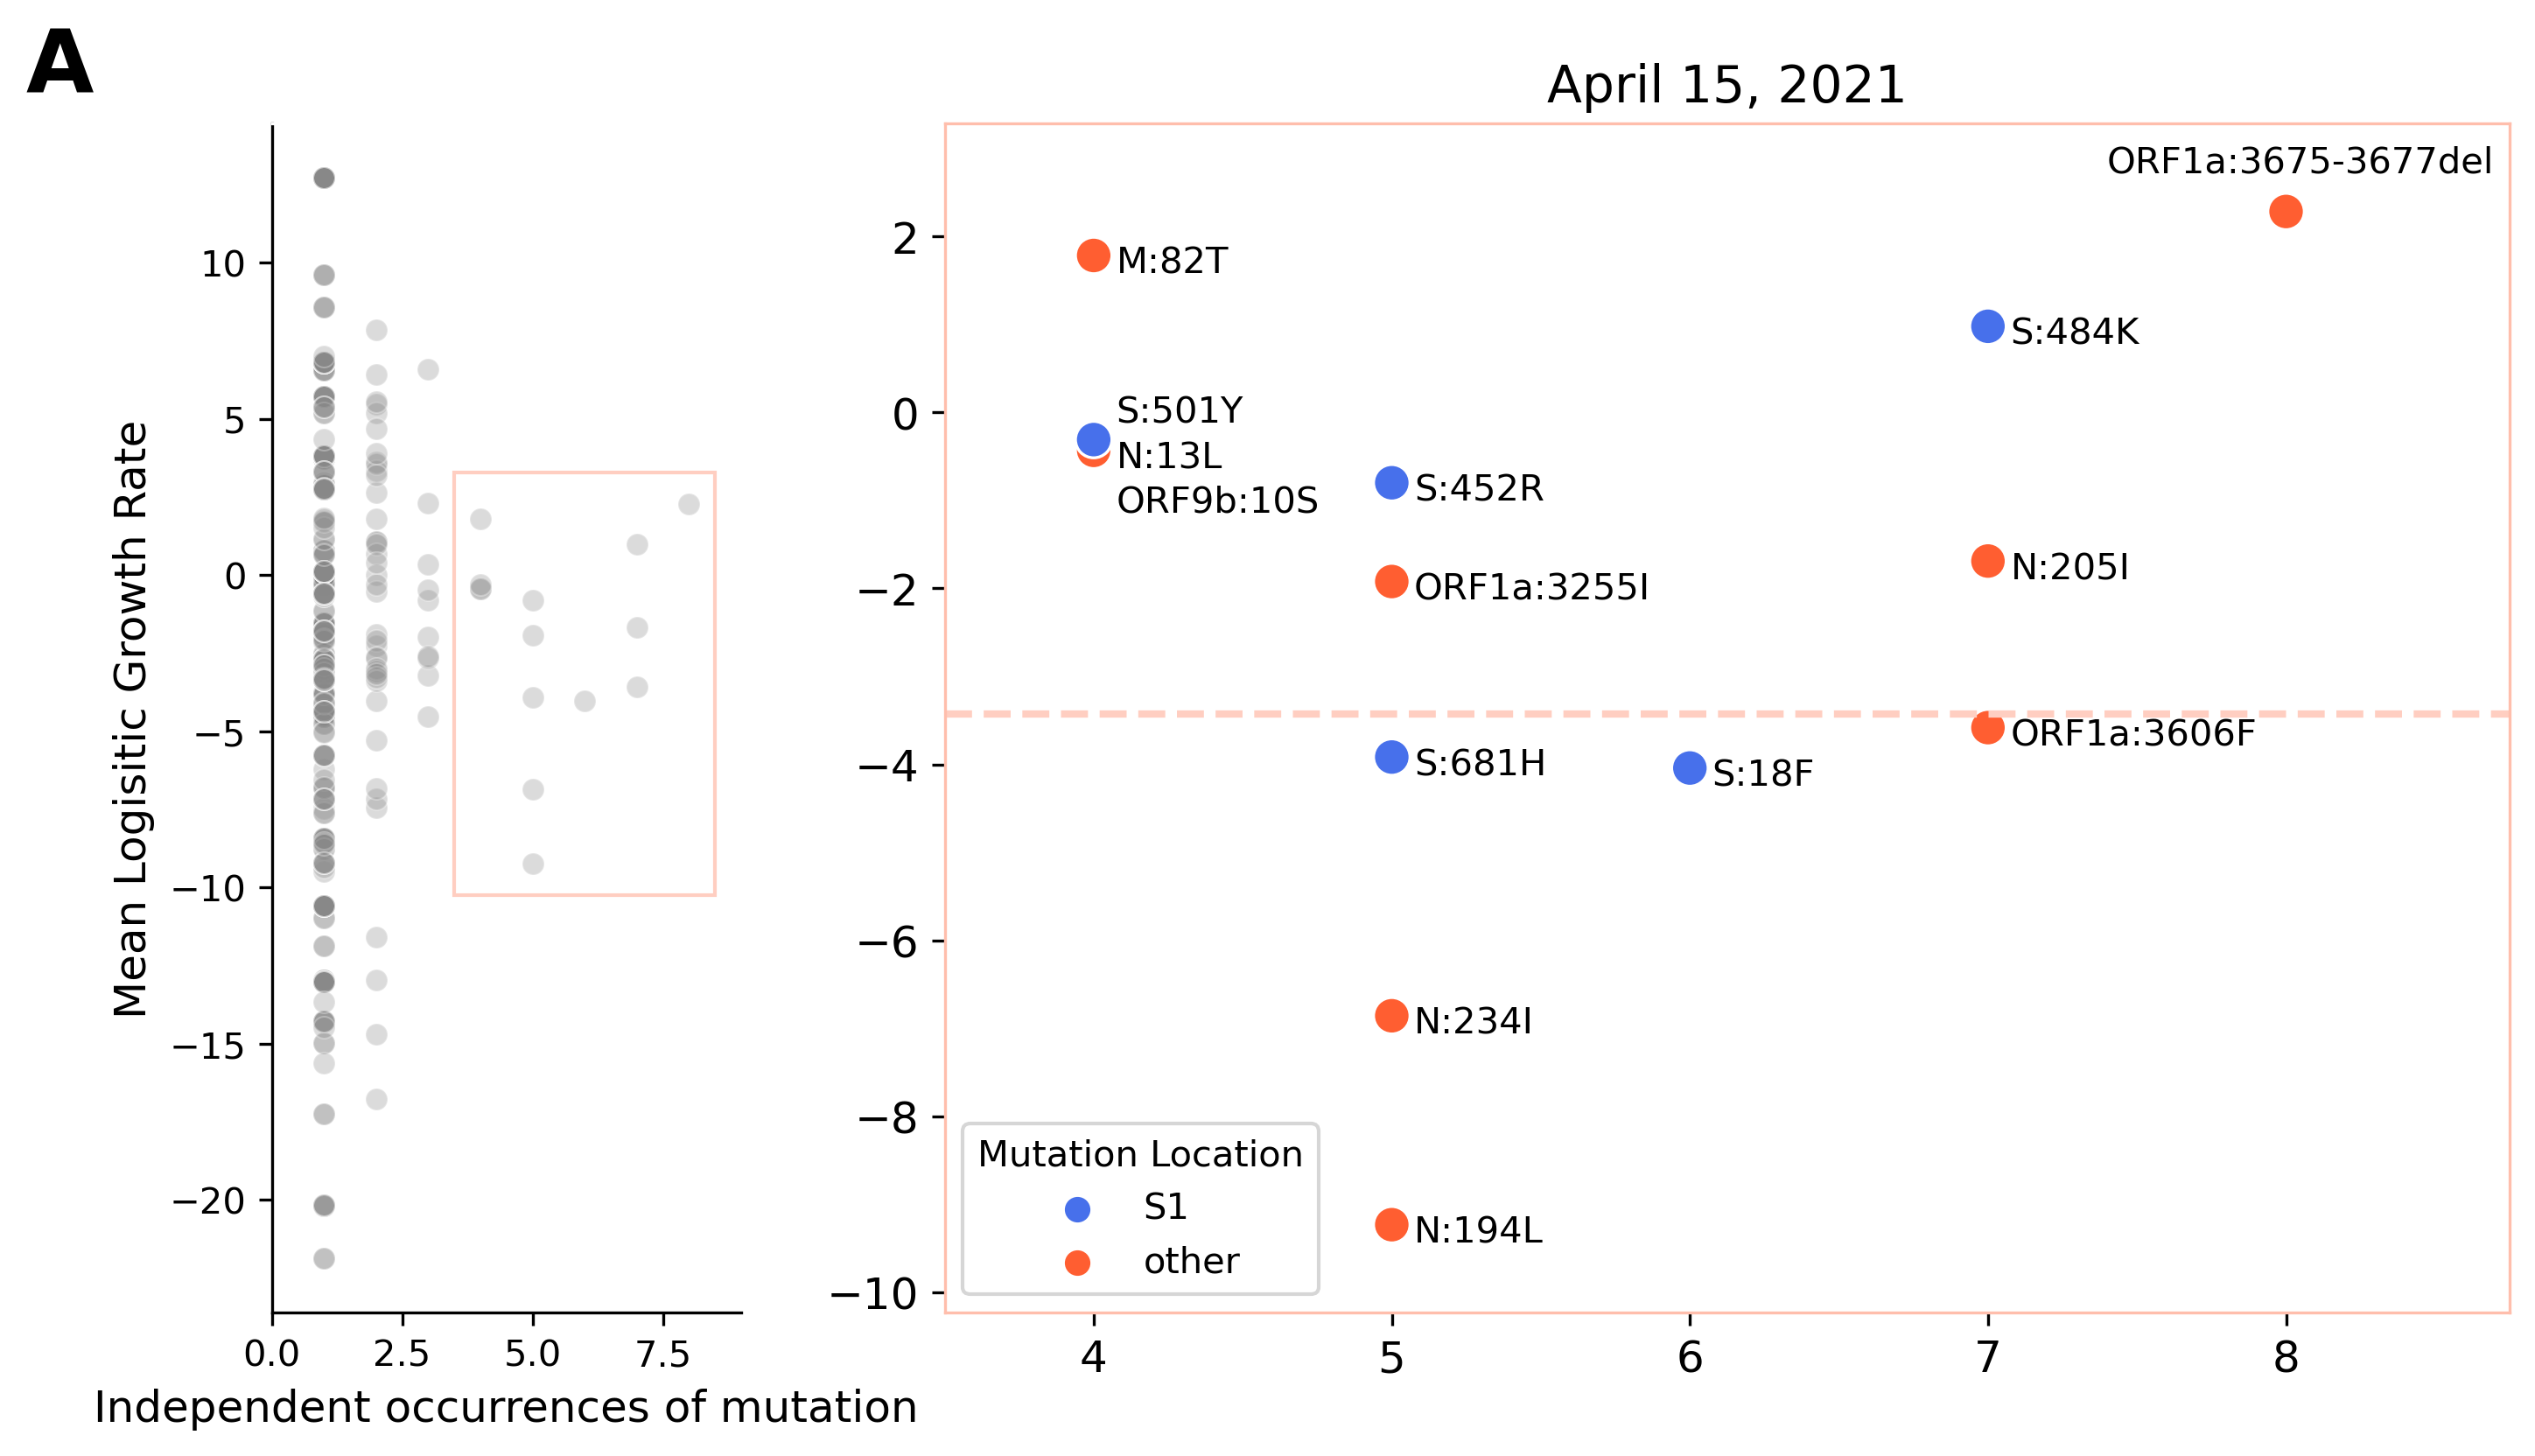 A
April 15, 2021
Mean Logisitic Growth Rate
10
5
0
−5
−10
−15
−20
0.0 2.5 5.0 7.5
Independent occurrences of mutation
2
0
−2
−4
−6
−8
−10
4 5 6 7 8
ORF1a:3675-3677del
M:82T
S:484K
S:501Y
N:13L
ORF9b:10S
S:452R
N:205I
ORF1a:3255I
ORF1a:3606F
S:681H
S:18F
N:234I
N:194L
Mutation Location
S1
other